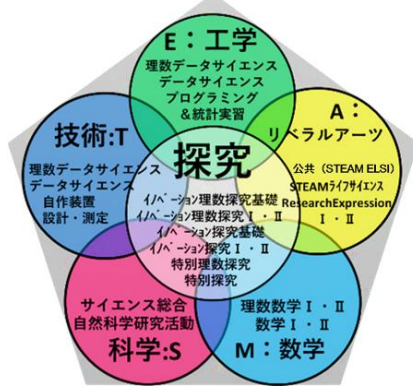 E：工学
理数データサイエンス
データサイエンス
プログラミング
＆統計実習
技術:T
理数データサイエンス
データサイエンス
自作装置
設計・測定
A：
リベラルアーツ
公共（STEAM ELSI）
STEAMライフサイエンス
ResearchExpression
Ⅰ・Ⅱ
探究
ｲﾉﾍﾞｰｼｮﾝ理数探究基礎
ｲﾉﾍﾞｰｼｮﾝ理数探究Ⅰ・Ⅱ
ｲﾉﾍﾞｰｼｮﾝ探究基礎
ｲﾉﾍﾞｰｼｮﾝ探究Ⅰ・Ⅱ
特別理数探究
特別探究
サイエンス総合
自然科学研究活動
科学:S
理数数学Ⅰ・Ⅱ
数学Ⅰ・Ⅱ
M：数学